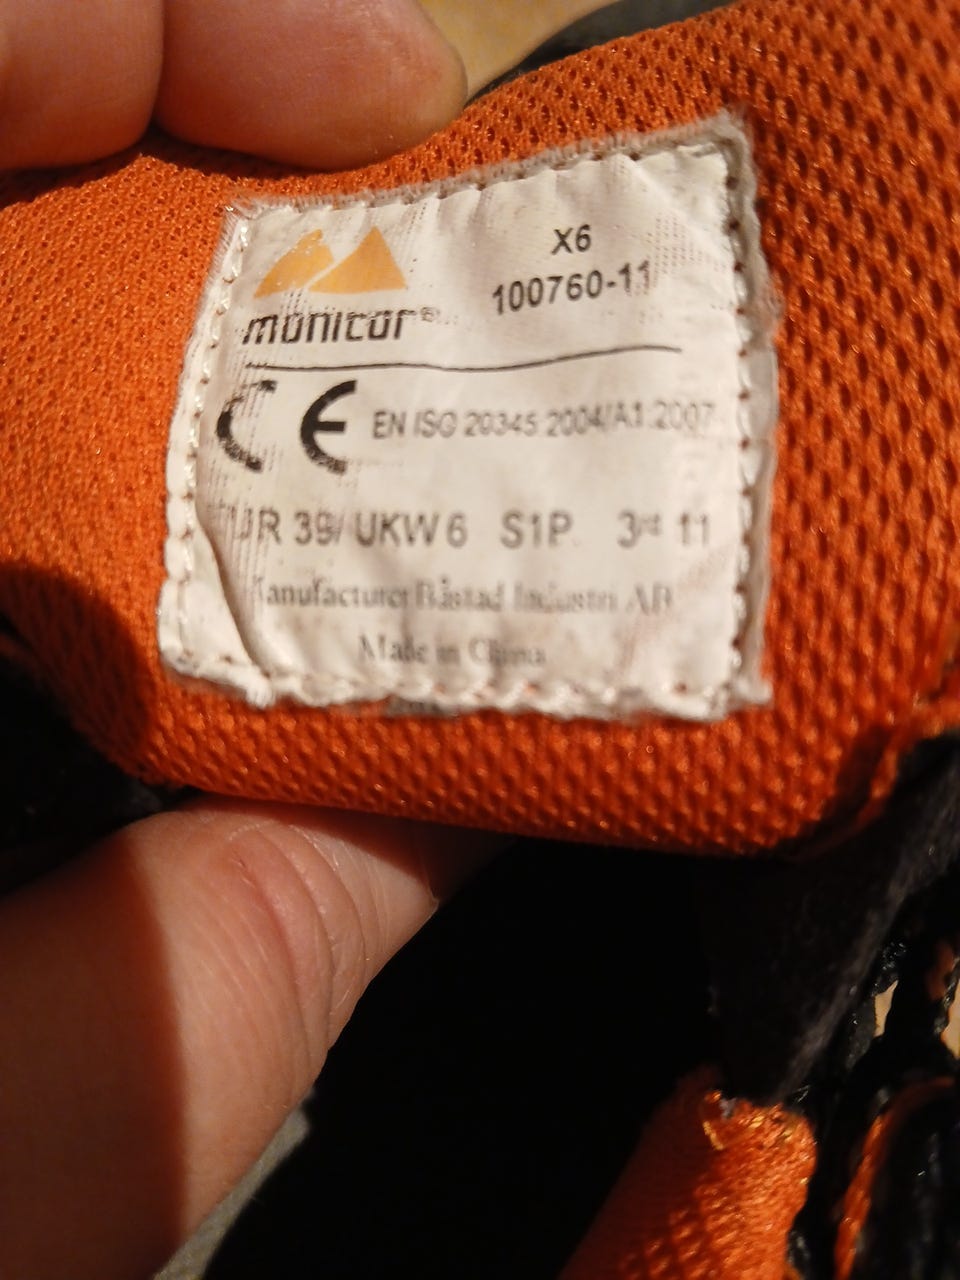 X6
100760-11
monitor®
CE EN ISO 20345:2004/A1:2007
EUR 39/ UKW 6 S1P 3rd 11
Manufacturer Båstad Industri AB
Made in China